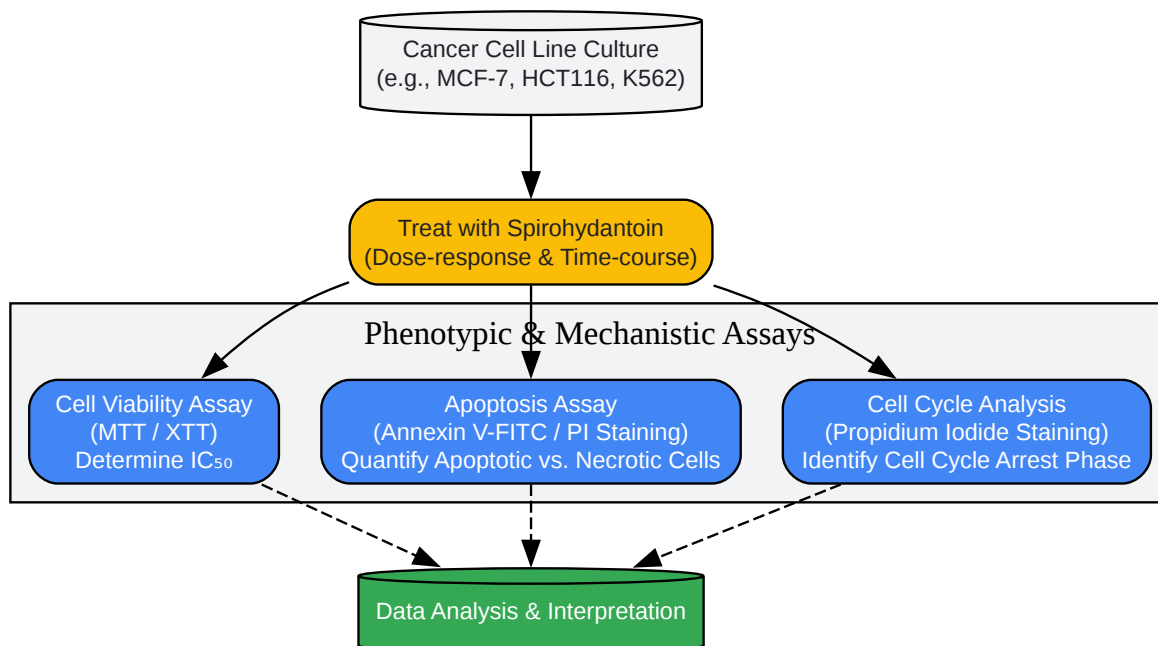 Cancer Cell Line Culture
(e.g., MCF-7, HCT116, K562)
Treat with Spirohydantoin
(Dose-response & Time-course)
Phenotypic & Mechanistic Assays
Cell Viability Assay
(MTT / XTT)
Determine IC₅₀
Apoptosis Assay
(Annexin V-FITC / PI Staining)
Quantify Apoptotic vs. Necrotic Cells
Cell Cycle Analysis
(Propidium Iodide Staining)
Identify Cell Cycle Arrest Phase
Data Analysis & Interpretation